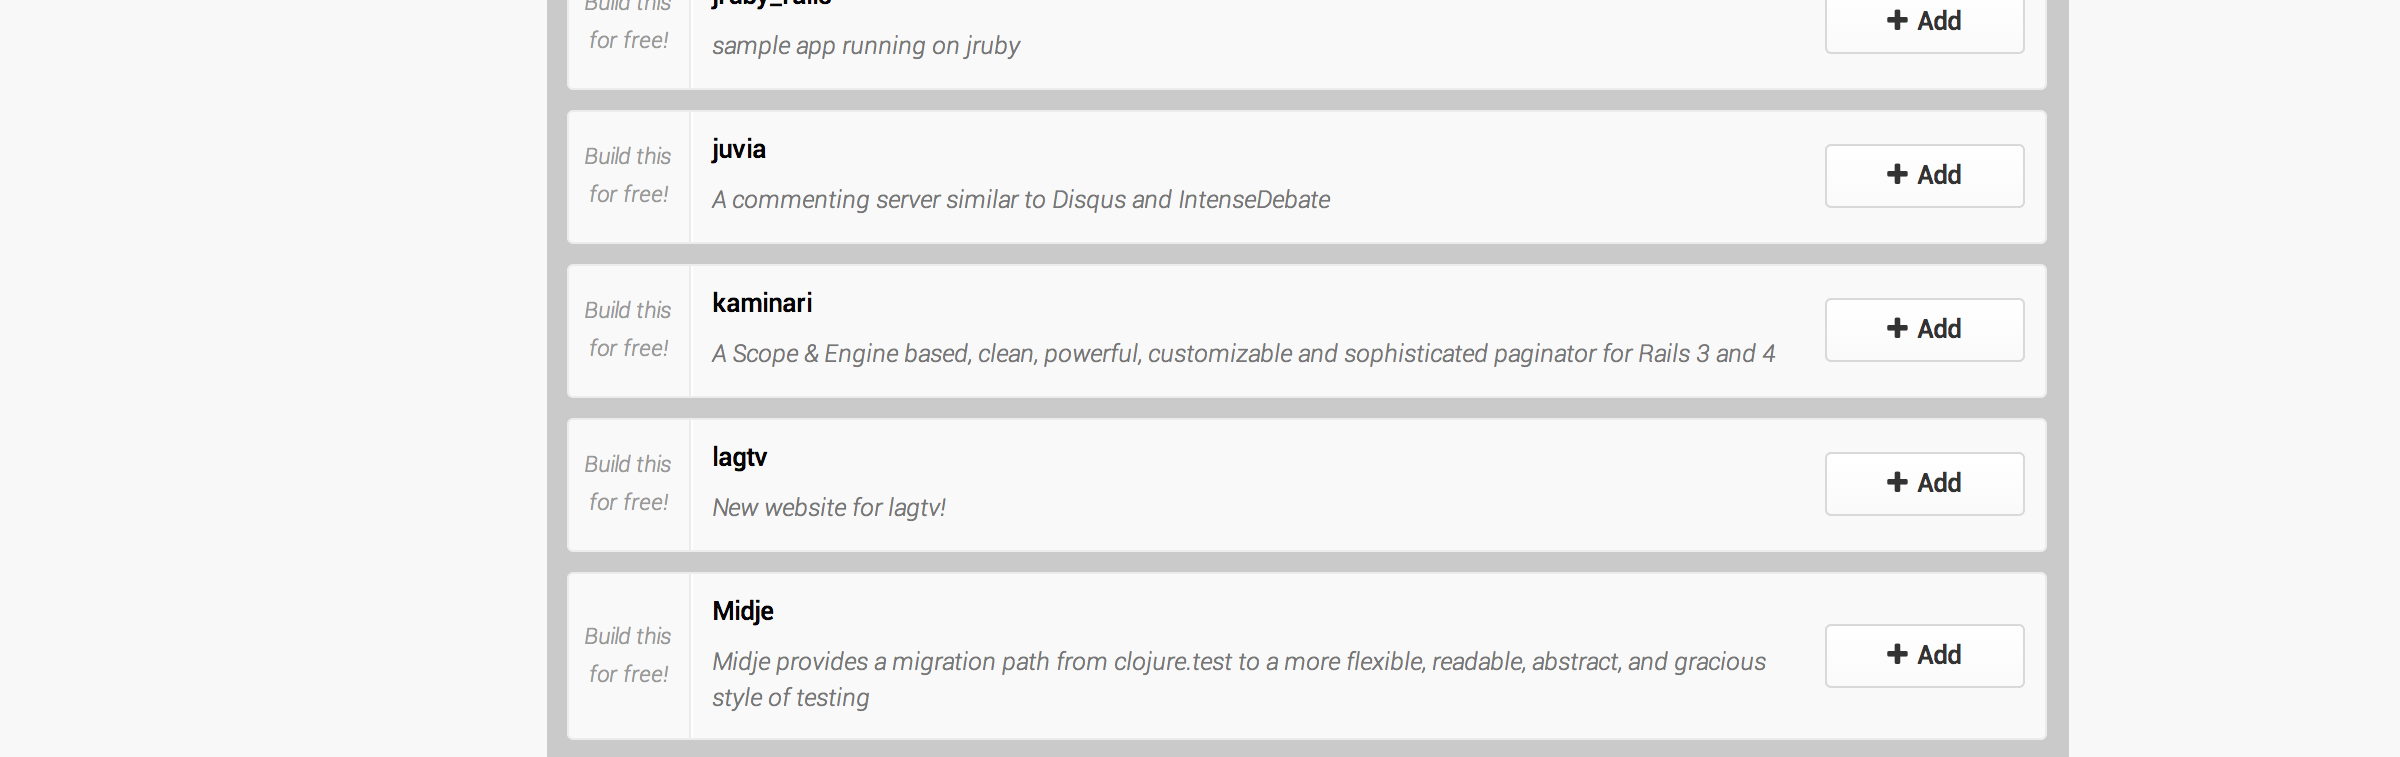 Build this
for free!
jruby_rails
sample app running on jruby
Add
Build this
for free!
juvia
A commenting server similar to Disqus and IntenseDebate
Add
Build this
for free!
kaminari
A Scope & Engine based, clean, powerful, customizable and sophisticated paginator for Rails 3 and 4
Add
Build this
for free!
lagtv
New website for lagtv!
Add
Build this
for free!
Midje
Midje provides a migration path from clojure.test to a more flexible, readable, abstract, and gracious
style of testing
Add